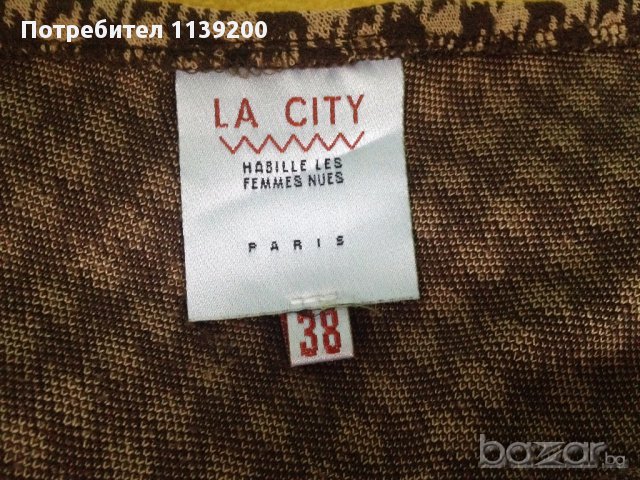 Потребител 1139200
LA CITY
HABILLE LES
FEMMES NUES
PARIS
38
bazar.bg